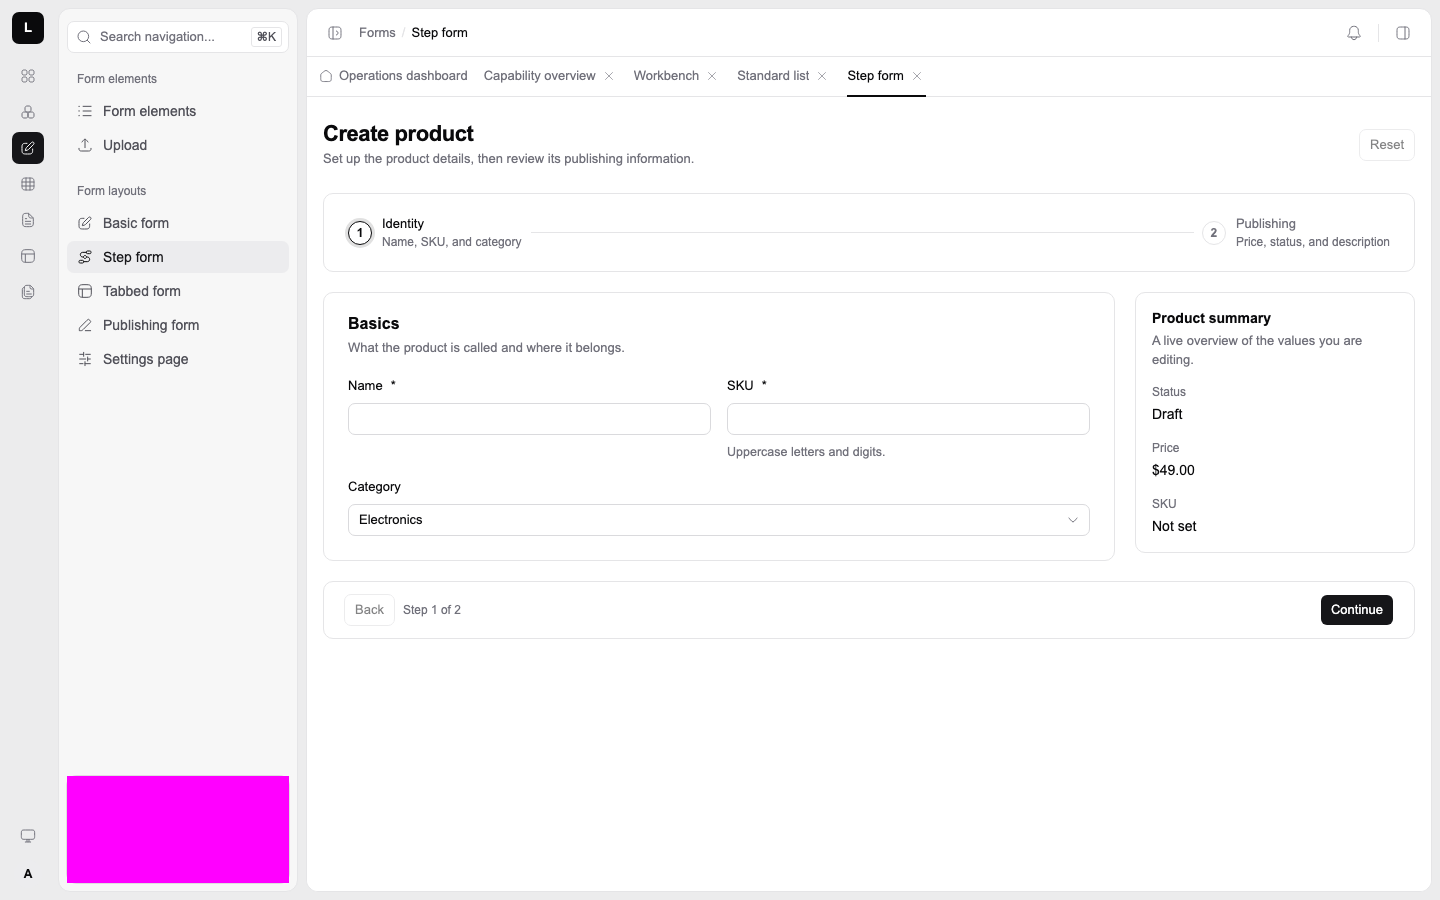 L
Search navigation...
⌘K
Form elements
Form elements
Upload
Form layouts
Basic form
Step form
Tabbed form
Publishing form
Settings page
A
Forms / Step form
Operations dashboard
Capability overview
Workbench
Standard list
Step form
Create product
Set up the product details, then review its publishing information.
Reset
1
Identity
Name, SKU, and category
2
Publishing
Price, status, and description
Basics
What the product is called and where it belongs.
Name *
SKU *
Uppercase letters and digits.
Category
Electronics
Product summary
A live overview of the values you are
editing.
Status
Draft
Price
$49.00
SKU
Not set
Back
Step 1 of 2
Continue